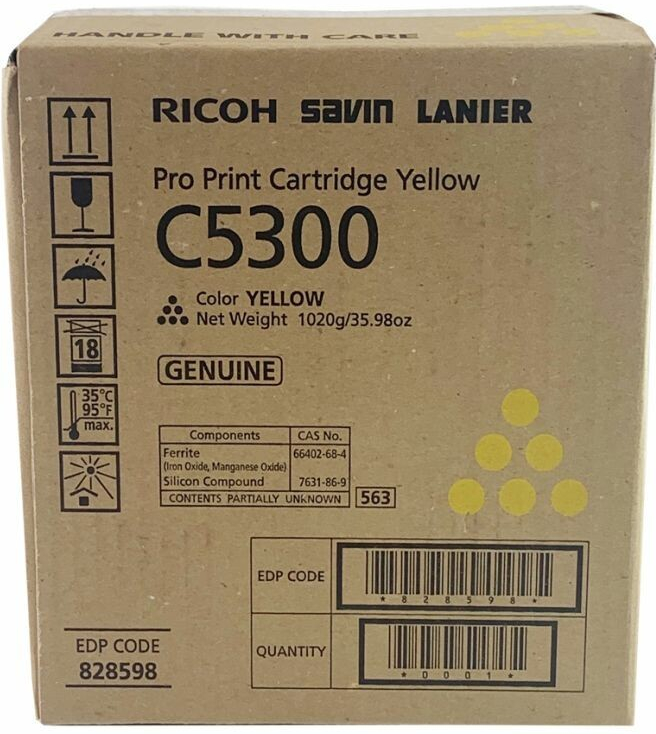 HANDLE WITH CARE
RICOH savin LANIER
Pro Print Cartridge Yellow
C5300
Color YELLOW
Net Weight 1020g/35.98oz
18
GENUINE
35°C
95°F
max.
Components CAS No.
Ferrite 66402-68-4
(Iron Oxide, Manganese Oxide)
Silicon Compound 7631-86-9
CONTENTS PARTIALLY UNKNOWN 563
EDP CODE
* 8 2 8 5 9 8 *
EDP CODE
828598
QUANTITY
* 0 0 0 1 *